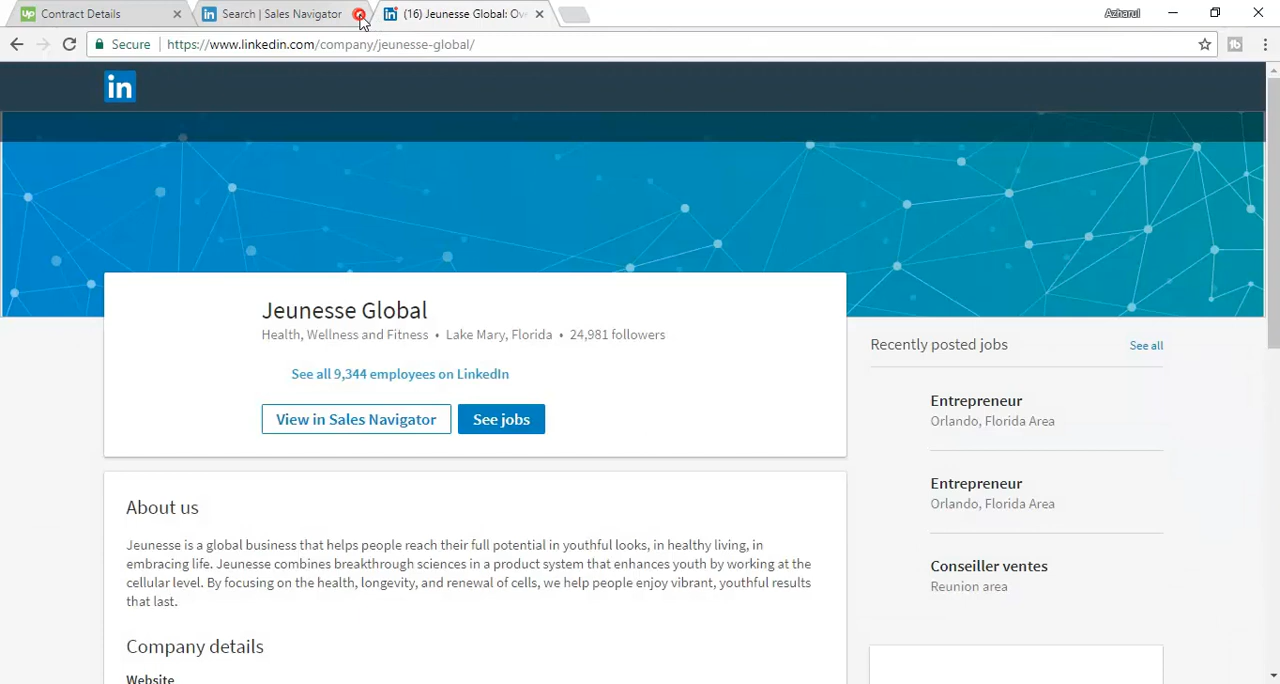 Contract Details
Search | Sales Navigator
(16) Jeunesse Global: Ov
Azharul
Secure
https://www.linkedin.com/company/jeunesse-global/
in
Jeunesse Global
Health, Wellness and Fitness • Lake Mary, Florida • 24,981 followers
See all 9,344 employees on LinkedIn
View in Sales Navigator
See jobs
About us
Jeunesse is a global business that helps people reach their full potential in youthful looks, in healthy living, in
embracing life. Jeunesse combines breakthrough sciences in a product system that enhances youth by working at the
cellular level. By focusing on the health, longevity, and renewal of cells, we help people enjoy vibrant, youthful results
that last.
Company details
Website
Recently posted jobs
See all
Entrepreneur
Orlando, Florida Area
Entrepreneur
Orlando, Florida Area
Conseiller ventes
Reunion area